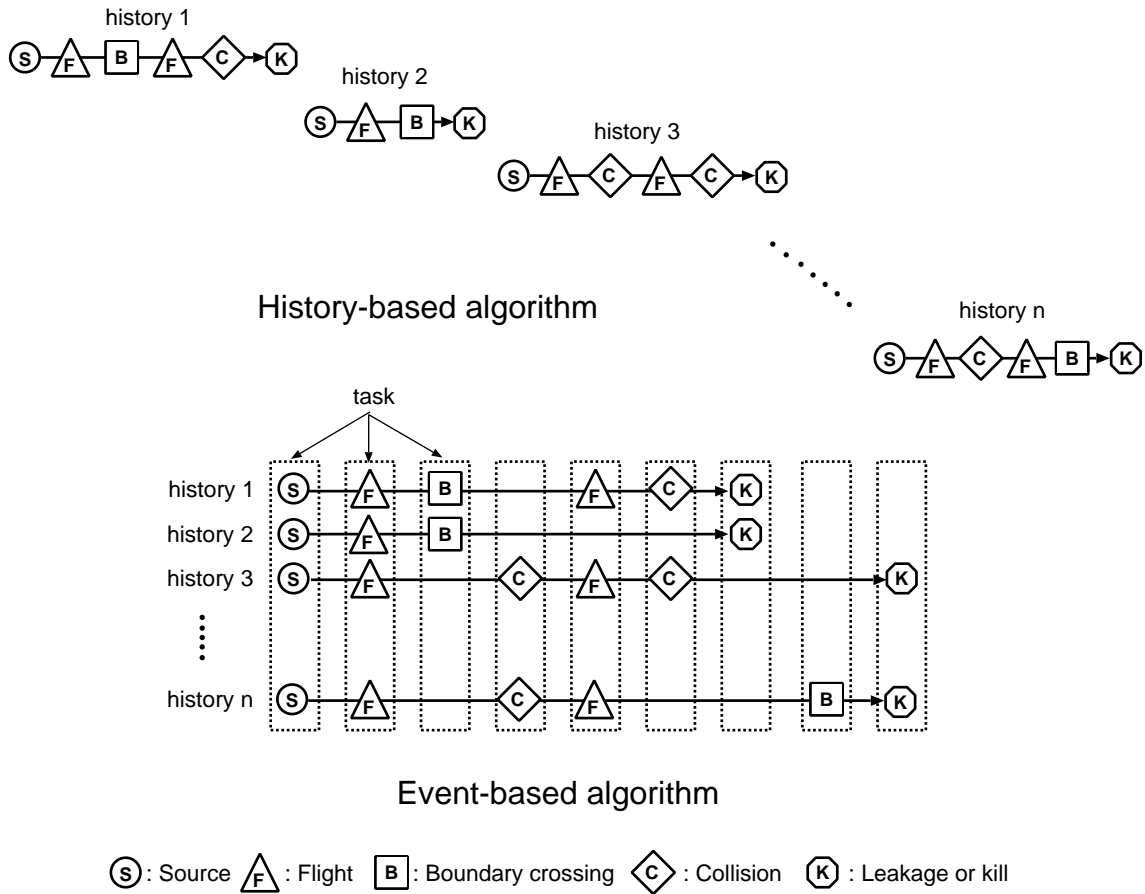 history 1
S F B F C K
history 2
S F B K
history 3
S F C F C K
History-based algorithm
history n
S F C F B K
task
history 1 S F B F C K
history 2 S F B K
history 3 S F C F C K
history n S F C F B K
Event-based algorithm
S : Source F : Flight B : Boundary crossing C : Collision K : Leakage or kill